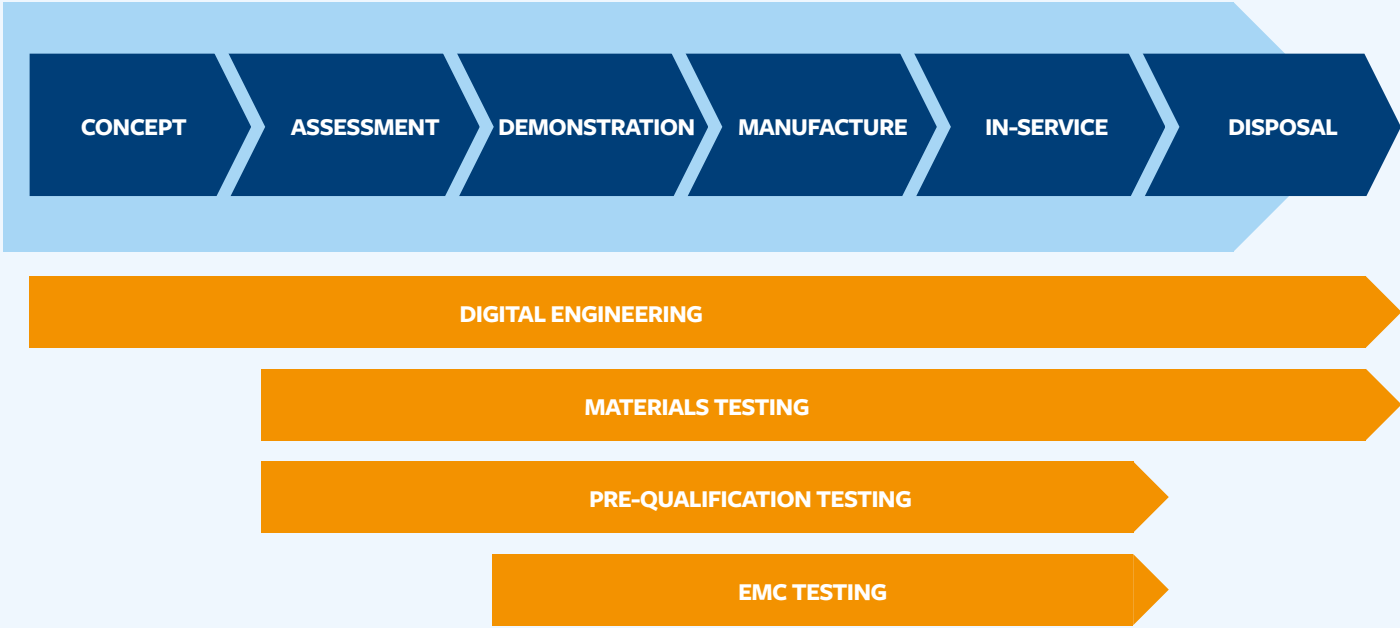 CONCEPT
ASSESSMENT
DEMONSTRATION
MANUFACTURE
IN-SERVICE
DISPOSAL
DIGITAL ENGINEERING
MATERIALS TESTING
PRE-QUALIFICATION TESTING
EMC TESTING